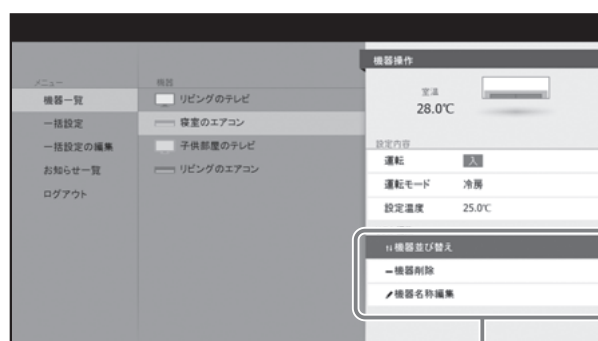 機器操作
メニュー
機器
機器一覧
一括設定
一括設定の編集
お知らせ一覧
ログアウト
リビングのテレビ
寝室のエアコン
子供部屋のテレビ
リビングのエアコン
室温
28.0℃
設定内容
運転 入
運転モード 冷房
設定温度 25.0℃
機器並び替え
機器削除
機器名称編集